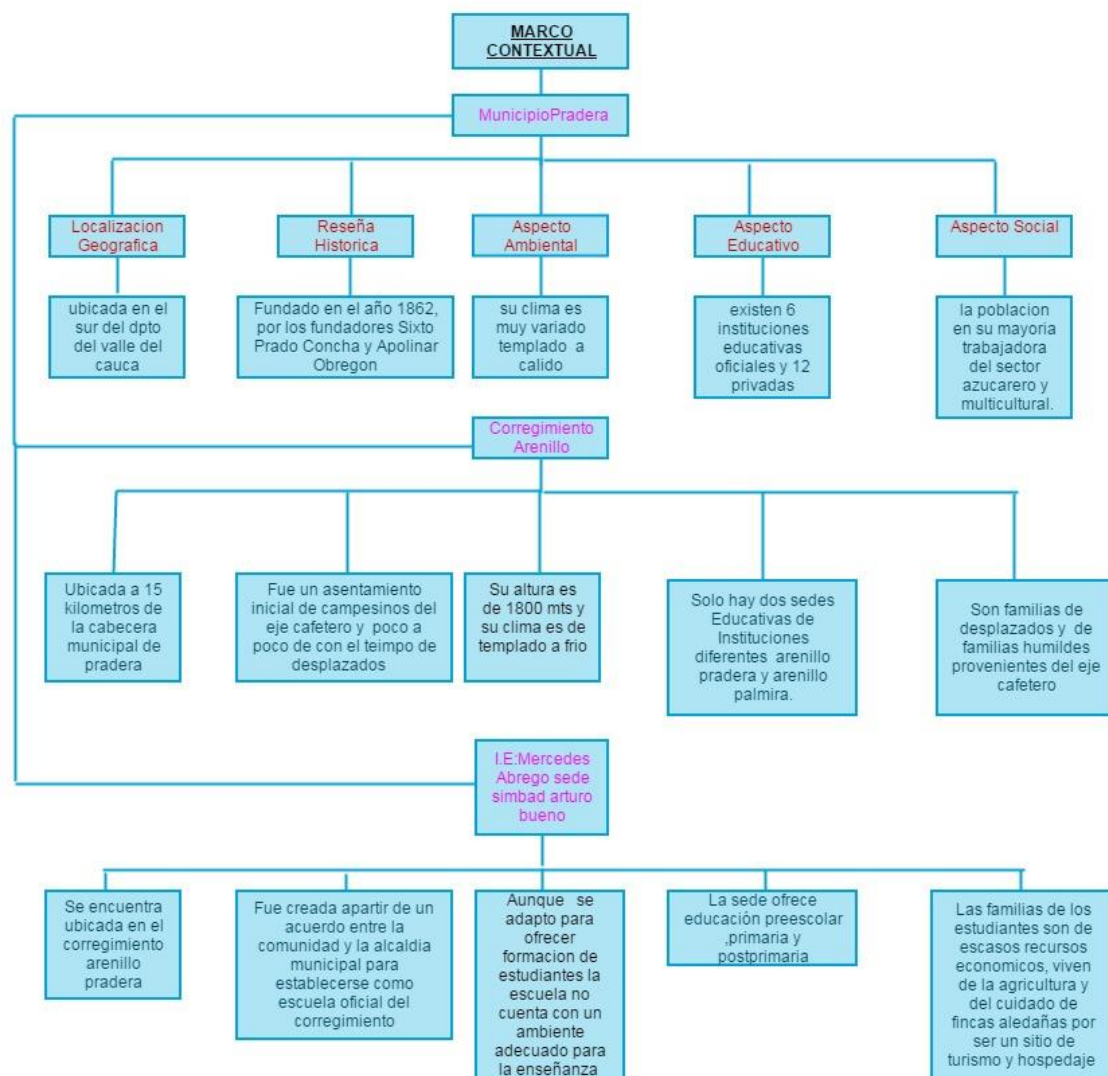 MARCO
CONTEXTUAL
MunicipioPradera
Localizacion
Geografica
Reseña
Historica
Aspecto
Ambiental
Aspecto
Educativo
Aspecto Social
ubicada en el
sur del dpto
del valle del
cauca
Fundado en el año 1862,
por los fundadores Sixto
Prado Concha y Apolinar
Obregon
su clima es
muy variado
templado a
calido
existen 6
instituciones
educativas
oficiales y 12
privadas
la poblacion
en su mayoria
trabajadora
del sector
azucarero y
multicultural.
Corregimiento
Arenillo
Ubicada a 15
kilometros de
la cabecera
municipal de
pradera
Fue un asentamiento
inicial de campesinos del
eje cafetero y poco a
poco de con el teimpo de
desplazados
Su altura es
de 1800 mts y
su clima es de
templado a frio
Solo hay dos sedes
Educativas de
Instituciones
diferentes arenillo
pradera y arenillo
palmira.
Son familias de
desplazados y de
familias humildes
provenientes del eje
cafetero
I.E:Mercedes
Abrego sede
simbad arturo
bueno
Se encuentra
ubicada en el
corregimiento
arenillo
pradera
Fue creada apartir de un
acuerdo entre la
comunidad y la alcaldia
municipal para
establecerse como
escuela oficial del
corregimiento
Aunque se
adapto para
ofrecer
formacion de
estudiantes la
escuela no
cuenta con un
ambiente
adecuado para
la enseñanza
La sede ofrece
educación preescolar
,primaria y
postprimaria
Las familias de los
estudiantes son de
escasos recursos
economicos, viven
de la agricultura y
del cuidado de
fincas aledañas por
ser un sitio de
turismo y hospedaje